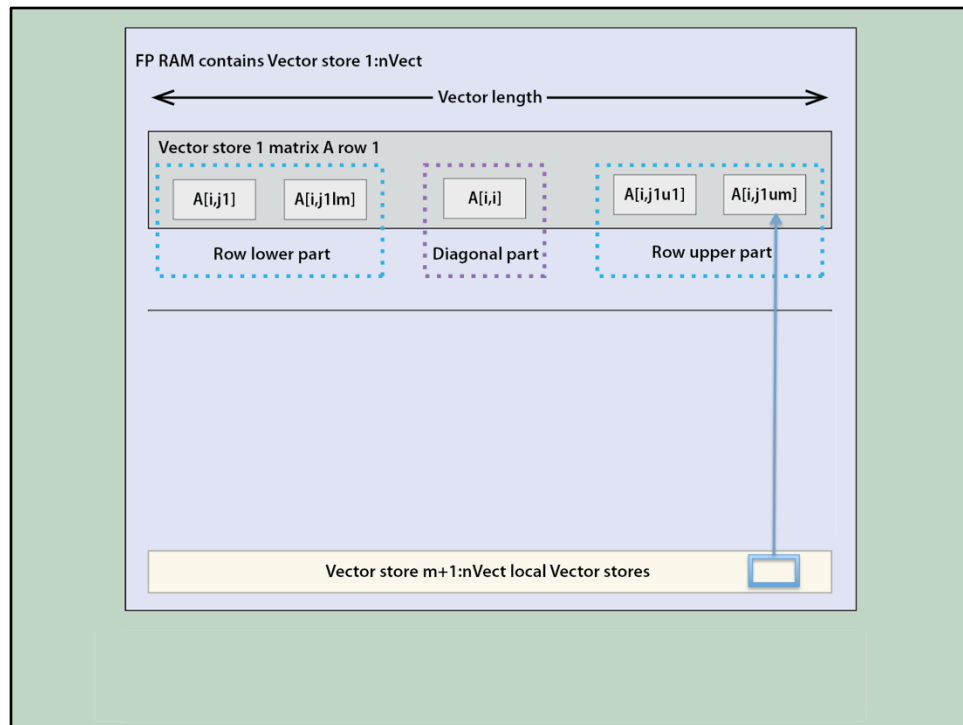 FP RAM contains Vector store 1:nVect
Vector length
Vector store 1 matrix A row 1
A[i,j1] A[i,j1lm] A[i,i] A[i,j1u1] A[i,j1um]
Row lower part Diagonal part Row upper part
Vector store m+1:nVect local Vector stores